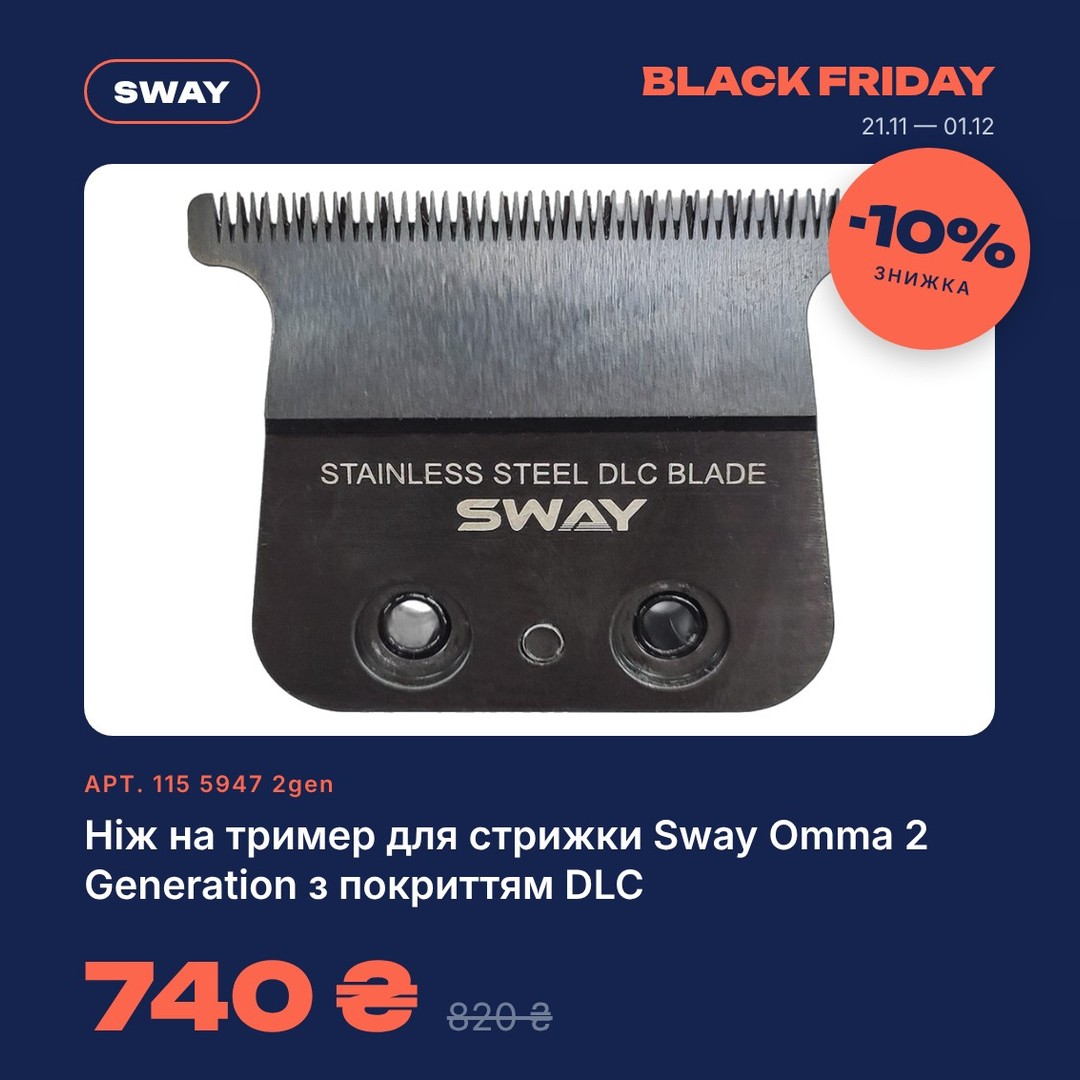 SWAY
BLACK FRIDAY
21.11 — 01.12
-10%
ЗНИЖКА
STAINLESS STEEL DLC BLADE
SWAY
АРТ. 115 5947 2gen
Ніж на тример для стрижки Sway Omma 2
Generation з покриттям DLC
740 ₴ 820 ₴